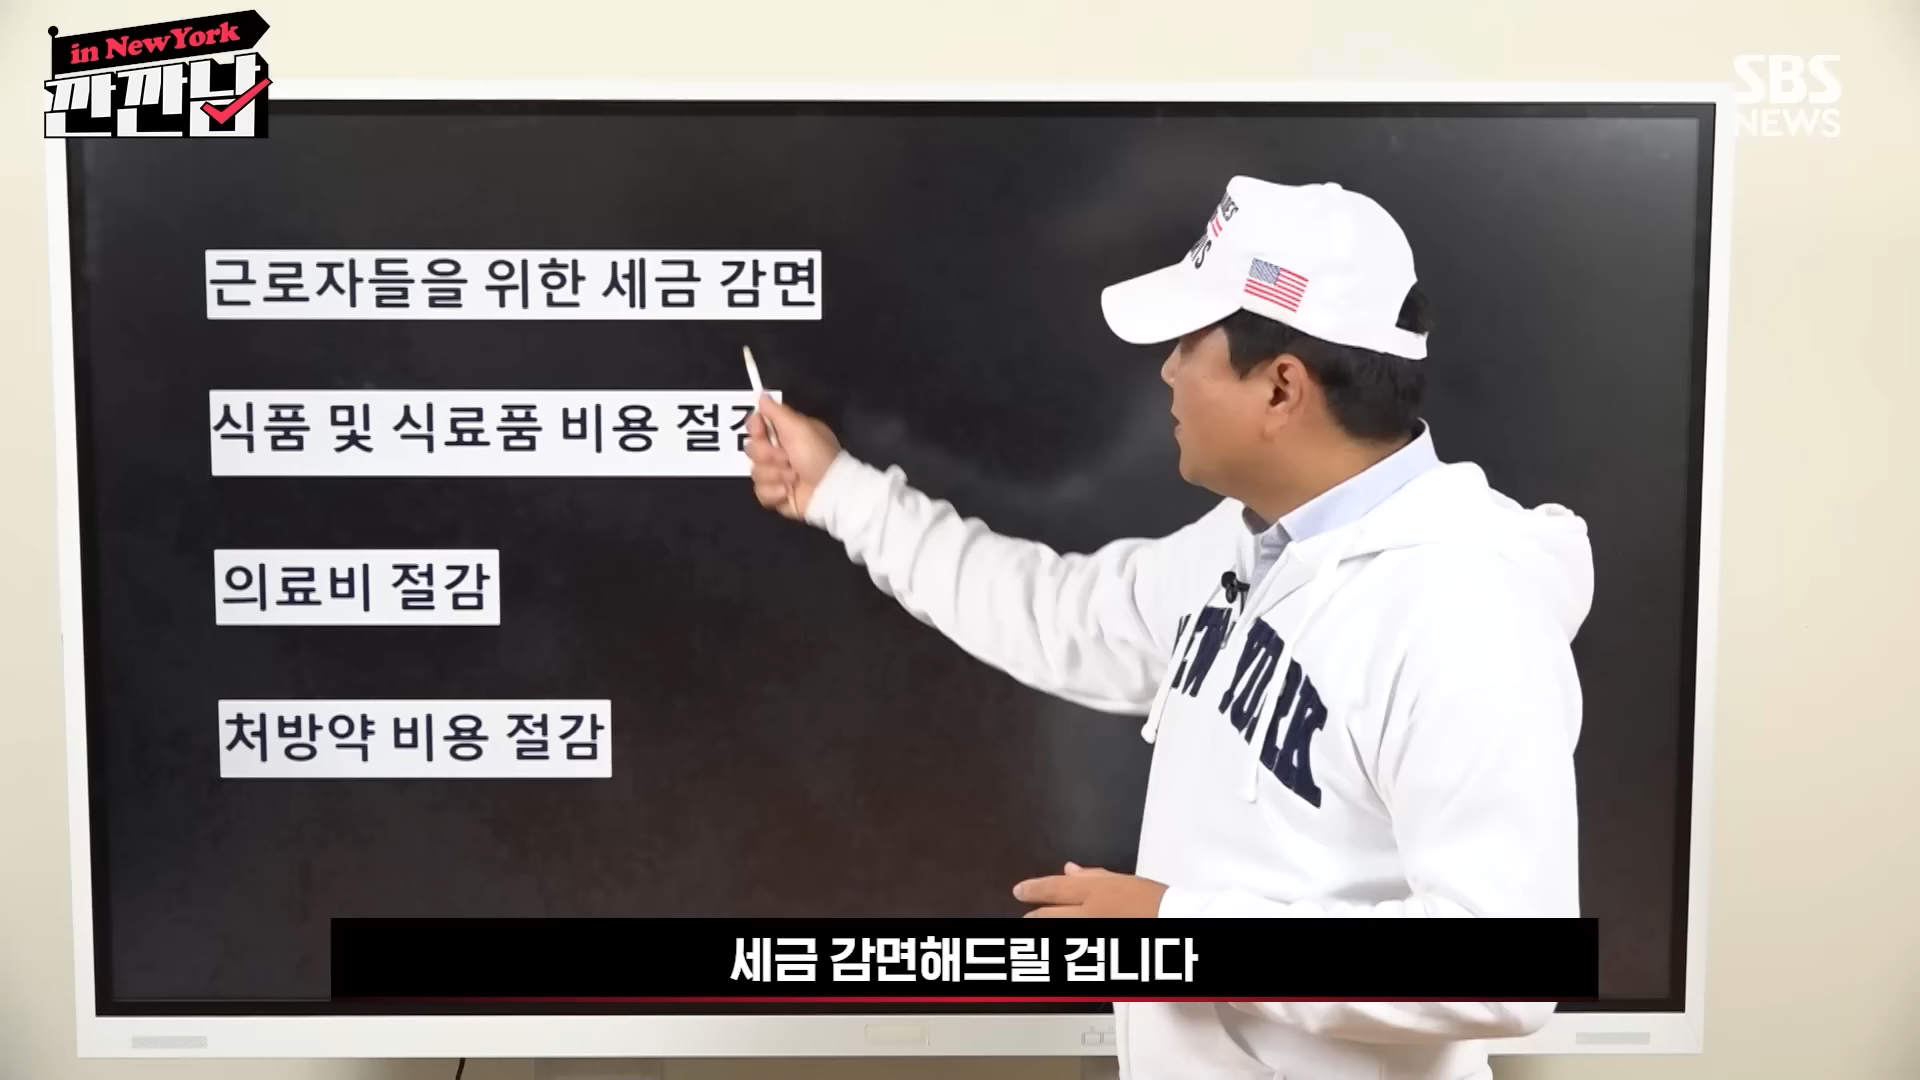 in New York
깐깐남
SBS
NEWS
근로자들을 위한 세금 감면
식품 및 식료품 비용 절감
의료비 절감
처방약 비용 절감
NEW YORK
세금 감면해드릴 겁니다